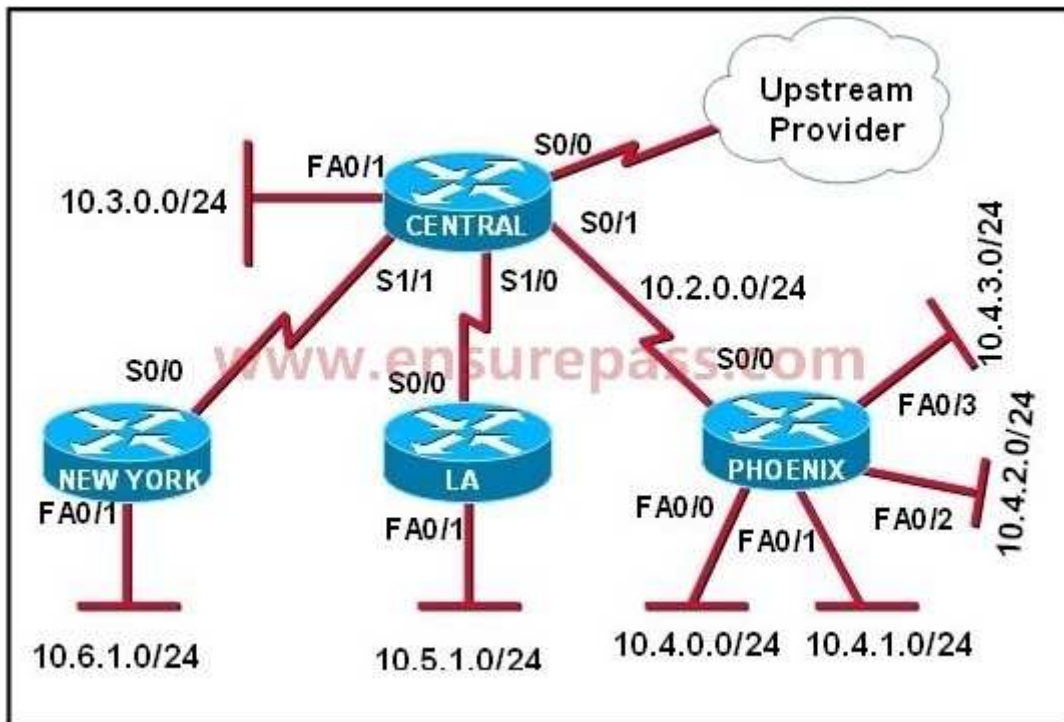 Upstream
Provider
S0/0
FA0/1
10.3.0.0/24
CENTRAL
S0/1
S1/1
S1/0
10.2.0.0/24
10.4.3.0/24
www.ensurepass.com
S0/0
S0/0
S0/0
FA0/3
NEW YORK
LA
PHOENIX
FA0/1
FA0/1
FA0/0
FA0/1
FA0/2
10.4.2.0/24
10.6.1.0/24
10.5.1.0/24
10.4.0.0/24
10.4.1.0/24